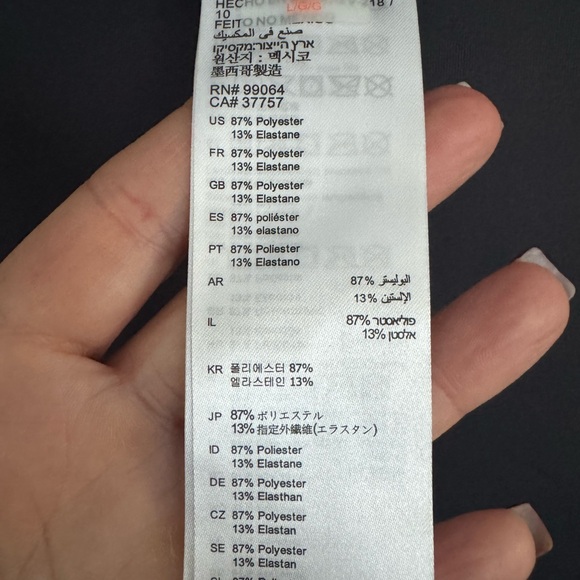 HECHO
L/G/G
18 /
10
FEITO NO MEXICO
صنع في المكسيك
ארץ הייצור:מקסיקו
원산지 : 멕시코
墨西哥製造
RN# 99064
CA# 37757
US 87% Polyester
13% Elastane
FR 87% Polyester
13% Elastane
GB 87% Polyester
13% Elastane
ES 87% poliéster
13% elastano
PT 87% Poliester
13% Elastano
AR 87% البوليستر
13% الإلستين
IL 87% פוליאסטר
13% אלסטן
KR 폴리에스터 87%
엘라스테인 13%
JP 87% ポリエステル
13% 指定外繊維(エラスタン)
ID 87% Poliester
13% Elastane
DE 87% Polyester
13% Elasthan
CZ 87% Polyester
13% Elastan
SE 87% Polyester
13% Elastan